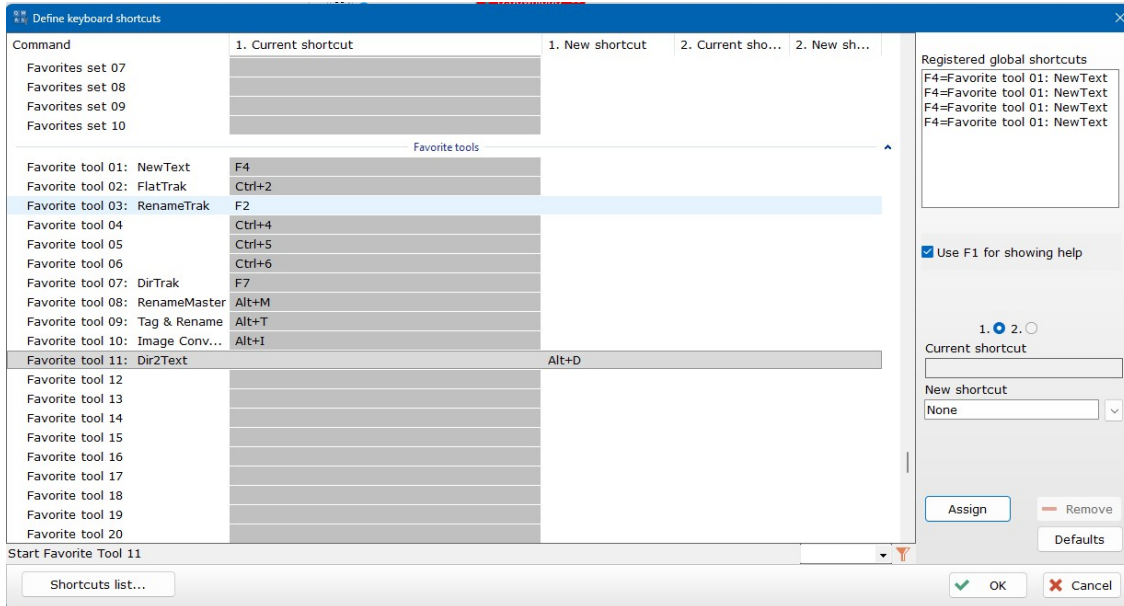 Define keyboard shortcuts
Command 1. Current shortcut 1. New shortcut 2. Current sho... 2. New sh...
Favorites set 07
Favorites set 08
Favorites set 09
Favorites set 10
Favorite tools
Favorite tool 01: NewText F4
Favorite tool 02: FlatTrak Ctrl+2
Favorite tool 03: RenameTrak F2
Favorite tool 04 Ctrl+4
Favorite tool 05 Ctrl+5
Favorite tool 06 Ctrl+6
Favorite tool 07: DirTrak F7
Favorite tool 08: RenameMaster Alt+M
Favorite tool 09: Tag & Rename Alt+T
Favorite tool 10: Image Conv... Alt+I
Favorite tool 11: Dir2Text Alt+D
Favorite tool 12
Favorite tool 13
Favorite tool 14
Favorite tool 15
Favorite tool 16
Favorite tool 17
Favorite tool 18
Favorite tool 19
Favorite tool 20
Start Favorite Tool 11
Shortcuts list...
Registered global shortcuts
F4=Favorite tool 01: NewText
F4=Favorite tool 01: NewText
F4=Favorite tool 01: NewText
F4=Favorite tool 01: NewText
Use F1 for showing help
1. 2.
Current shortcut
New shortcut
None
Assign Remove
Defaults
OK Cancel